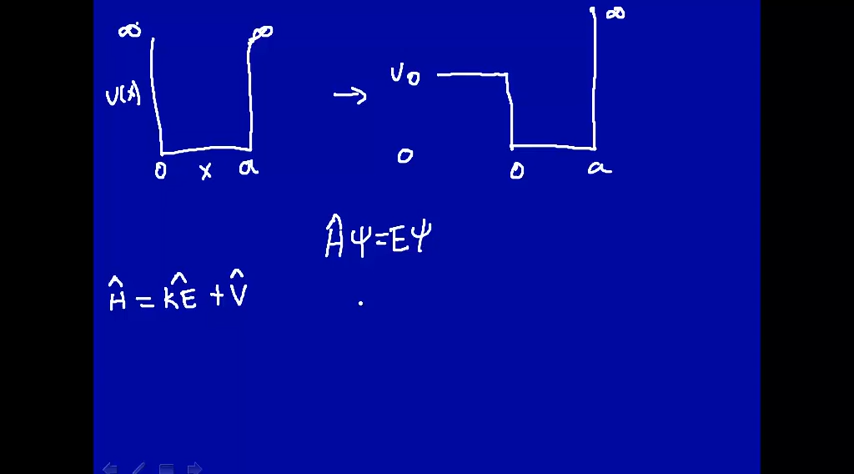 ∞ ∞ ∞
V(x) → V₀
0 x a 0 0 a
Ĥψ=Eψ
Ĥ = K̂E + V̂